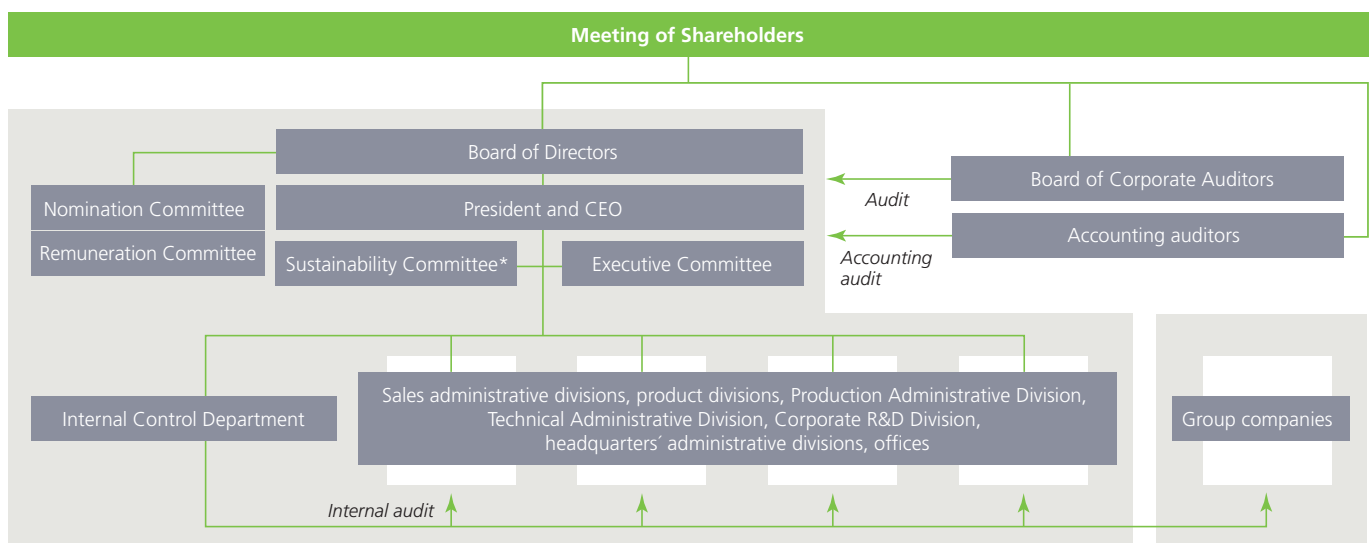 Meeting of Shareholders
Board of Directors
Nomination Committee
Remuneration Committee
President and CEO
Sustainability Committee*
Executive Committee
Audit
Board of Corporate Auditors
Accounting
audit
Accounting auditors
Internal Control Department
Sales administrative divisions, product divisions, Production Administrative Division,
Technical Administrative Division, Corporate R&D Division,
headquarters´ administrative divisions, offices
Group companies
Internal audit